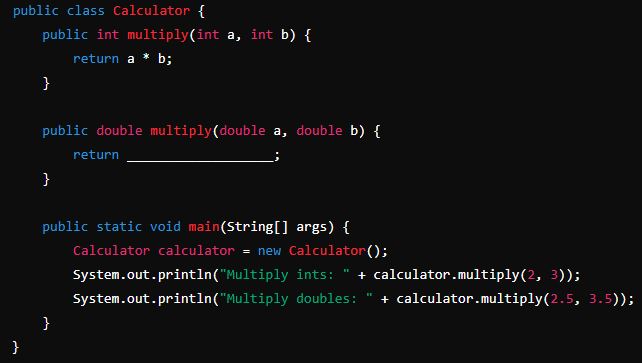 public class Calculator {
    public int multiply(int a, int b) {
        return a * b;
    }

    public double multiply(double a, double b) {
        return ___________________;
    }

    public static void main(String[] args) {
        Calculator calculator = new Calculator();
        System.out.println("Multiply ints: " + calculator.multiply(2, 3));
        System.out.println("Multiply doubles: " + calculator.multiply(2.5, 3.5));
    }
}